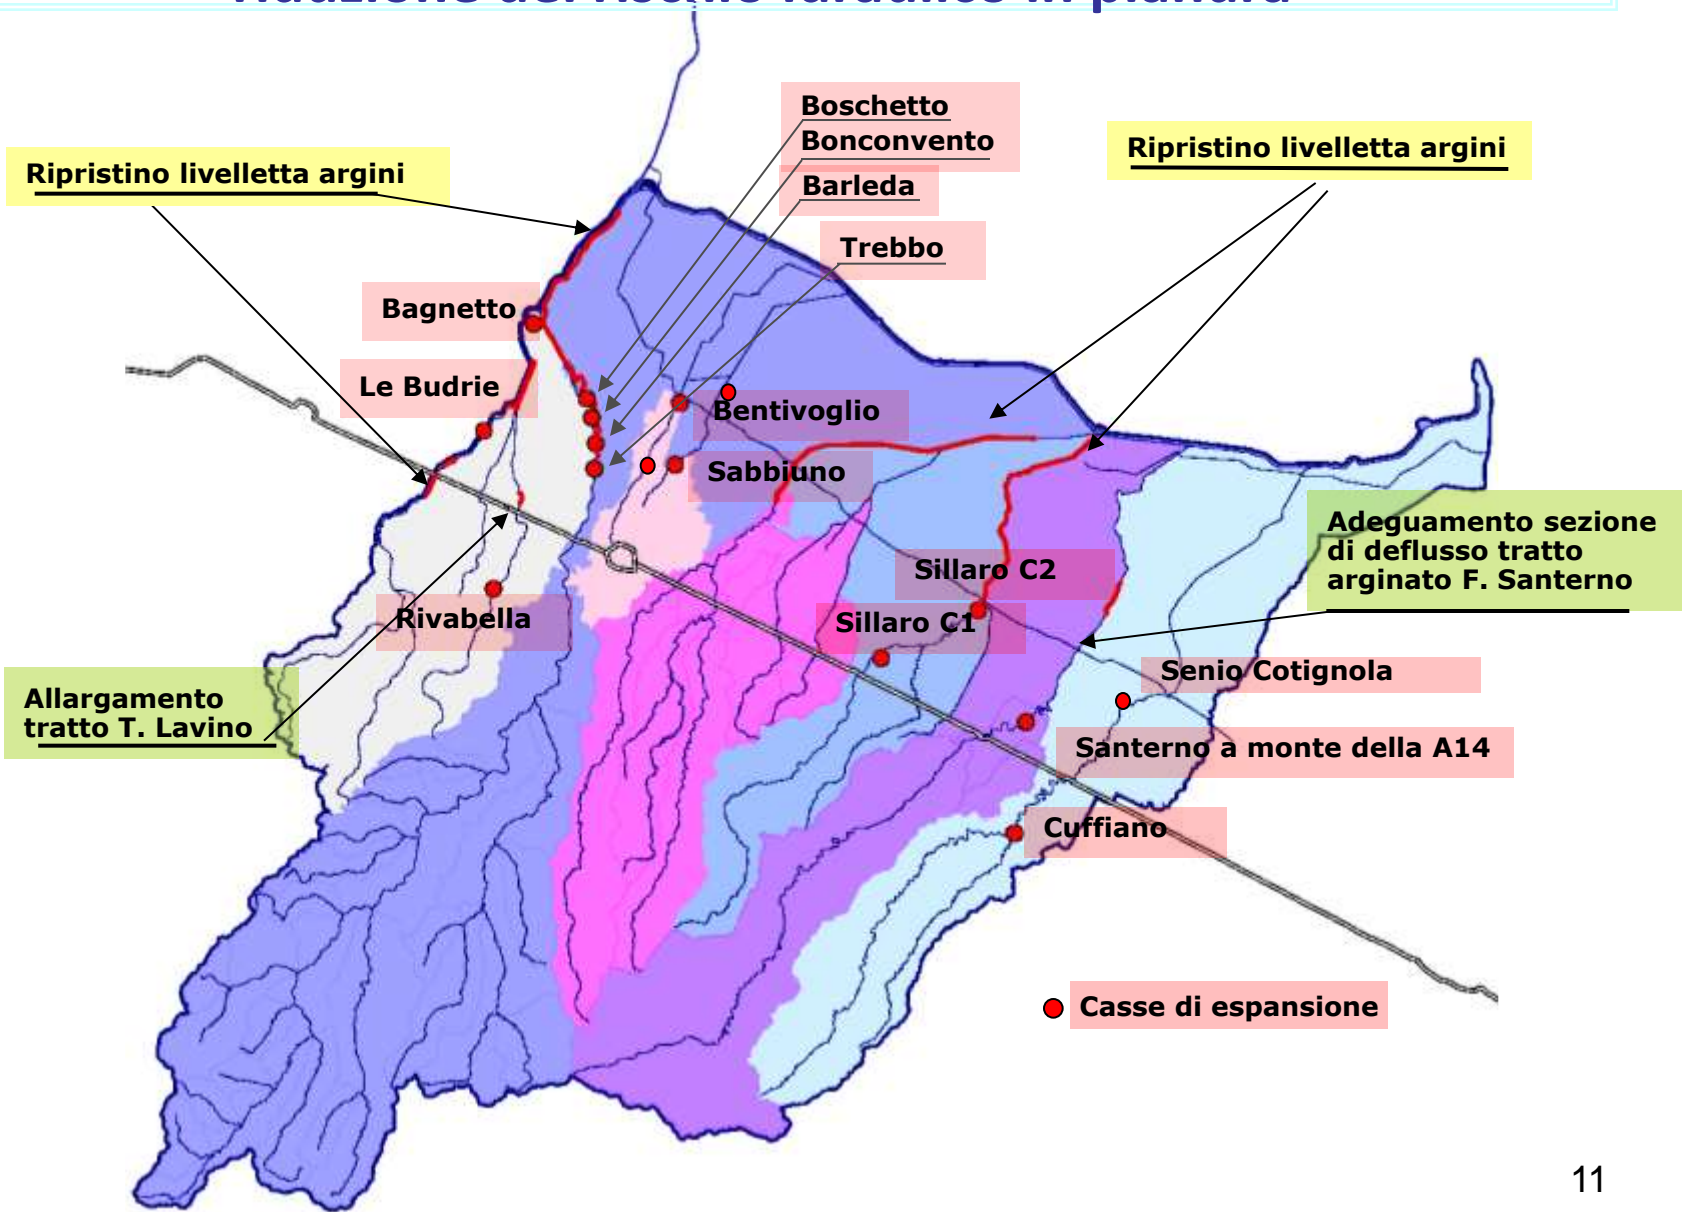 in
Boschetto
Bonconvento
Barleda
Trebbo
Ripristino livelletta argini
Ripristino livelletta argini
Bagnetto
Le Budrie
Bentivoglio
Sabbiuno
Adeguamento sezione
di deflusso tratto
arginato F. Santerno
Sillaro C2
Sillaro C1
Rivabella
Senio Cotignola
Allargamento
tratto T. Lavino
Santerno a monte della A14
Cuffiano
Casse di espansione
11